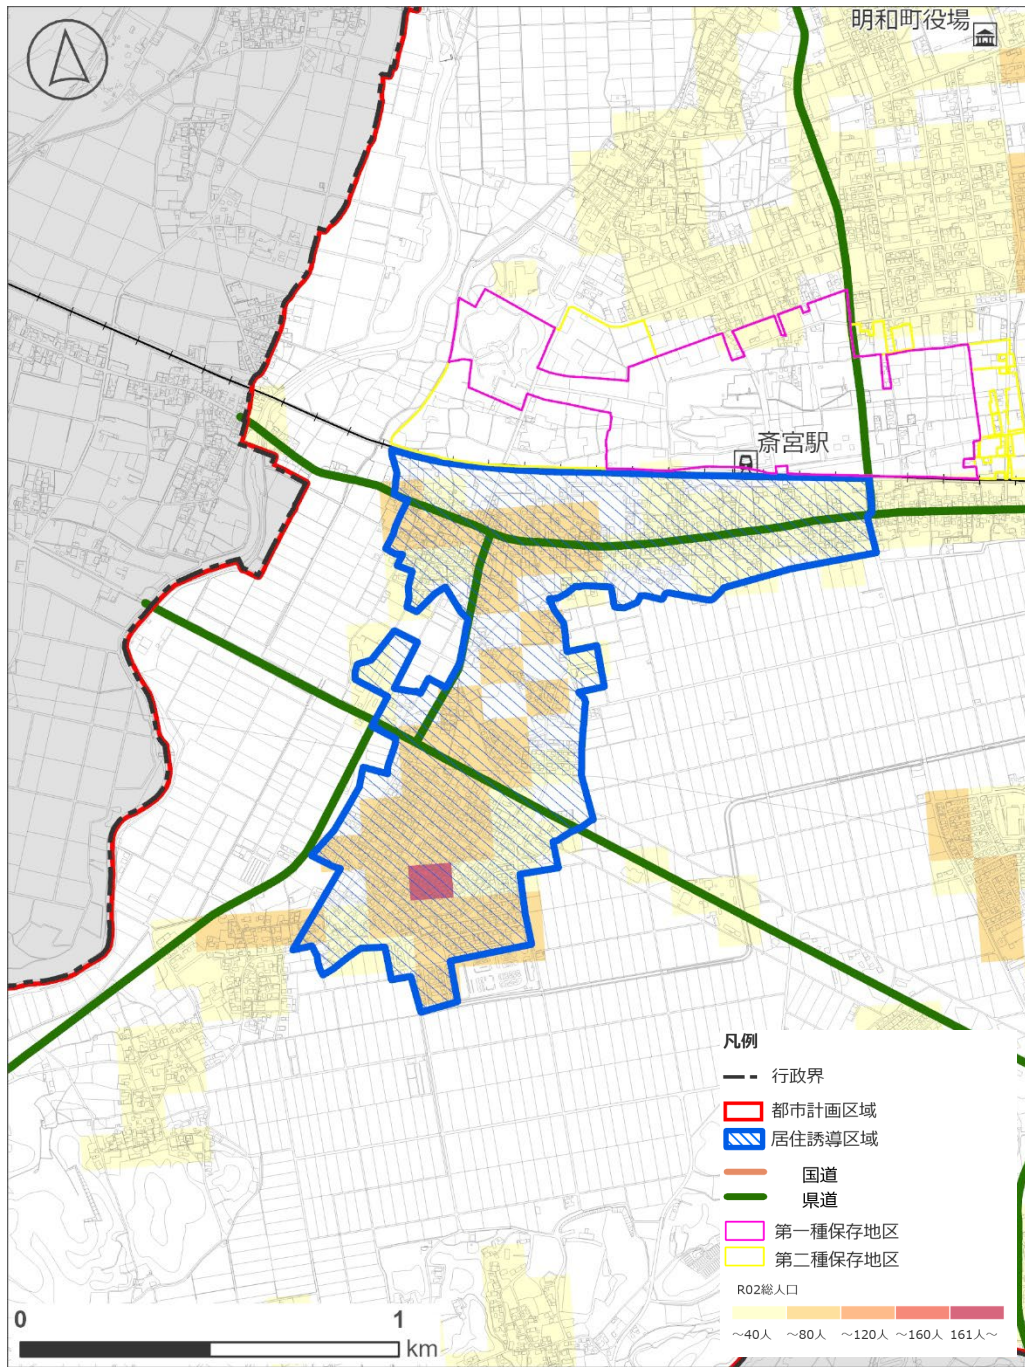 明和町役場
斎宮駅
凡例
行政界
都市計画区域
居住誘導区域
国道
県道
第一種保存地区
第二種保存地区
R02総人口
～40人 ～80人 ～120人 ～160人 161人～
0 1
km